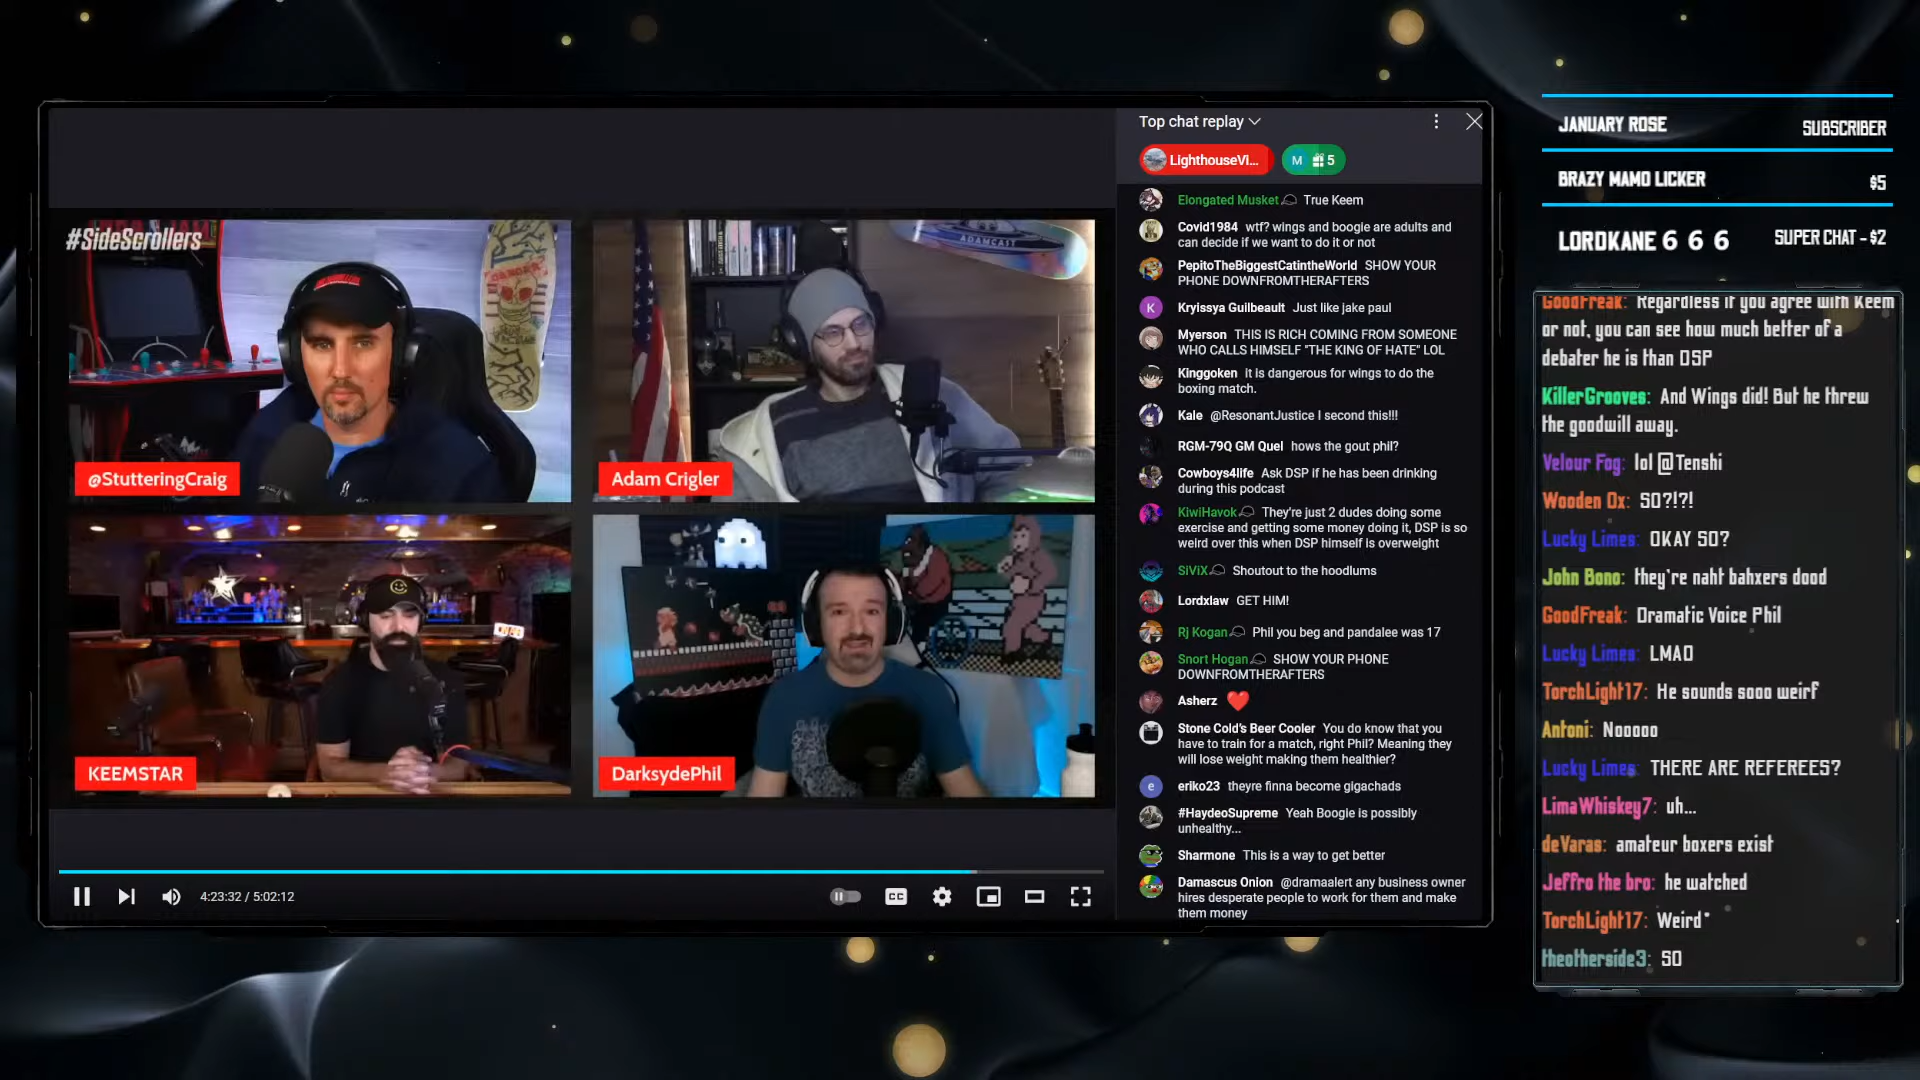 #SideScrollers
ADAMCAST
@StutteringCraig
Adam Crigler
KEEMSTAR
DarksydePhil
4:23:32 / 5:02:12
CC
Top chat replay
LighthouseVi...
M 5
Elongated Musket True Keem
Covid1984 wtf? wings and boogie are adults and
can decide if we want to do it or not
PepitoTheBiggestCatintheWorld SHOW YOUR
PHONE DOWNFROMTHERAFTERS
K Kryissya Guilbeault Just like jake paul
Myerson THIS IS RICH COMING FROM SOMEONE
WHO CALLS HIMSELF "THE KING OF HATE" LOL
Kinggoken It is dangerous for wings to do the
boxing match.
Kale @ResonantJustice I second this!!!
RGM-79Q GM Quel hows the gout phil?
Cowboys4life Ask DSP if he has been drinking
during this podcast
KiwiHavok They're just 2 dudes doing some
exercise and getting some money doing it, DSP is so
weird over this when DSP himself is overweight
SiViX Shoutout to the hoodlums
Lordxlaw GET HIM!
Rj Kogan Phil you beg and pandalee was 17
Snort Hogan SHOW YOUR PHONE
DOWNFROMTHERAFTERS
Asherz ❤️
Stone Cold's Beer Cooler You do know that you
have to train for a match, right Phil? Meaning they
will lose weight making them healthier?
e eriko23 theyre finna become gigachads
#HaydeoSupreme Yeah Boogie is possibly
unhealthy...
Sharmone This is a way to get better
Damascus Onion @dramaalert any business owner
hires desperate people to work for them and make
them money
JANUARY ROSE SUBSCRIBER
BRAZY MAMO LICKER $5
LORDKANE 6 6 6 SUPER CHAT - $2
GoodFreak: Regardless if you agree with Keem
or not, you can see how much better of a
debater he is than DSP
KillerGrooves: And Wings did! But he threw
the goodwill away.
Velour Fog: lol @Tenshi
Wooden Ox: SO?!?!
Lucky Limes: OKAY SO?
John Bono: they're naht bahxers dood
GoodFreak: Dramatic Voice Phil
Lucky Limes: LMAO
TorchLight17: He sounds sooo weirf
Antoni: Nooooo
Lucky Limes: THERE ARE REFEREES?
LimaWhiskey7: uh...
deVaras: amateur boxers exist
Jeffro the bro: he watched
TorchLight17: Weird*
theotherside3: SO